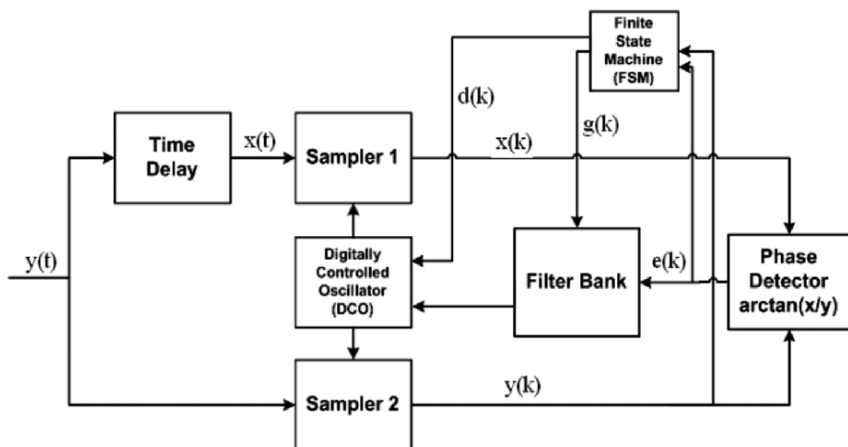 Finite
State
Machine
(FSM)
d(k)
g(k)
Time
Delay
x(t)
Sampler 1
x(k)
y(t)
Digitally
Controlled
Oscillator
(DCO)
Filter Bank
e(k)
Phase
Detector
arctan(x/y)
Sampler 2
y(k)